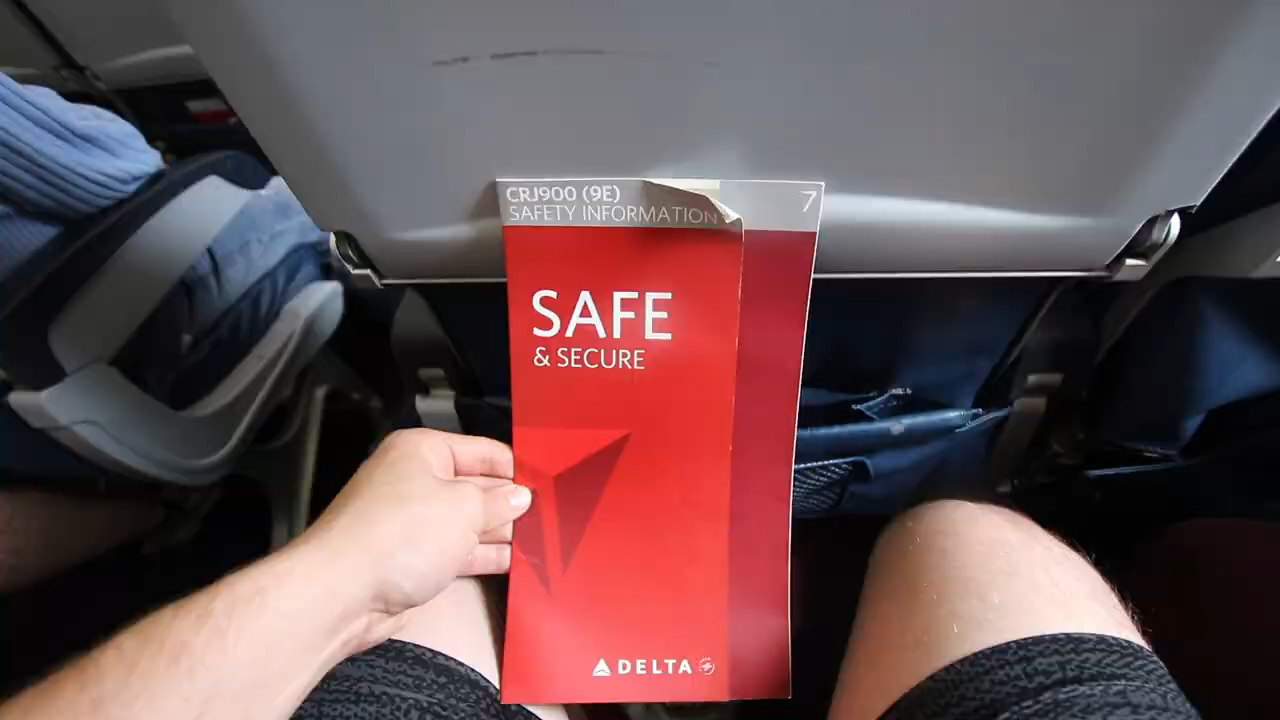 CRJ900 (9E)
SAFETY INFORMATION
7
SAFE
& SECURE
DELTA